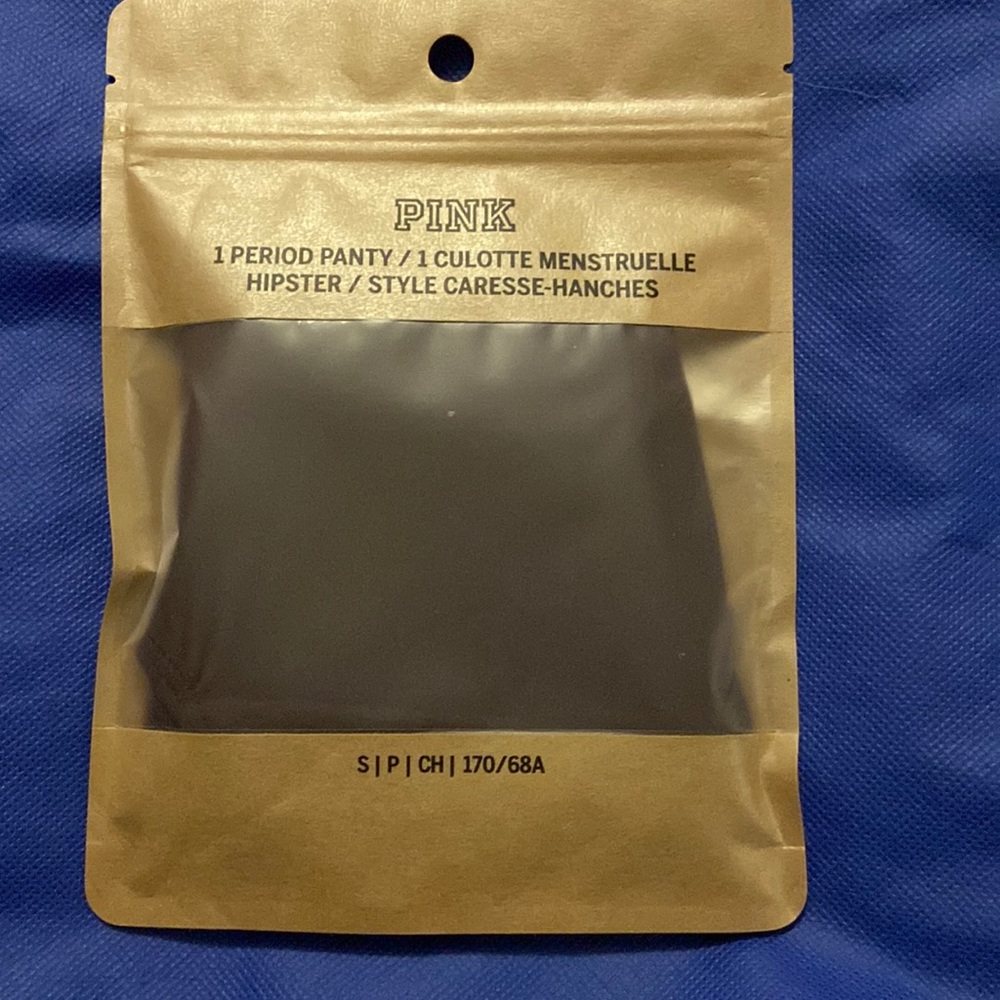 PINK
1 PERIOD PANTY / 1 CULOTTE MENSTRUELLE
HIPSTER / STYLE CARESSE-HANCHES
S | P | CH | 170/68A